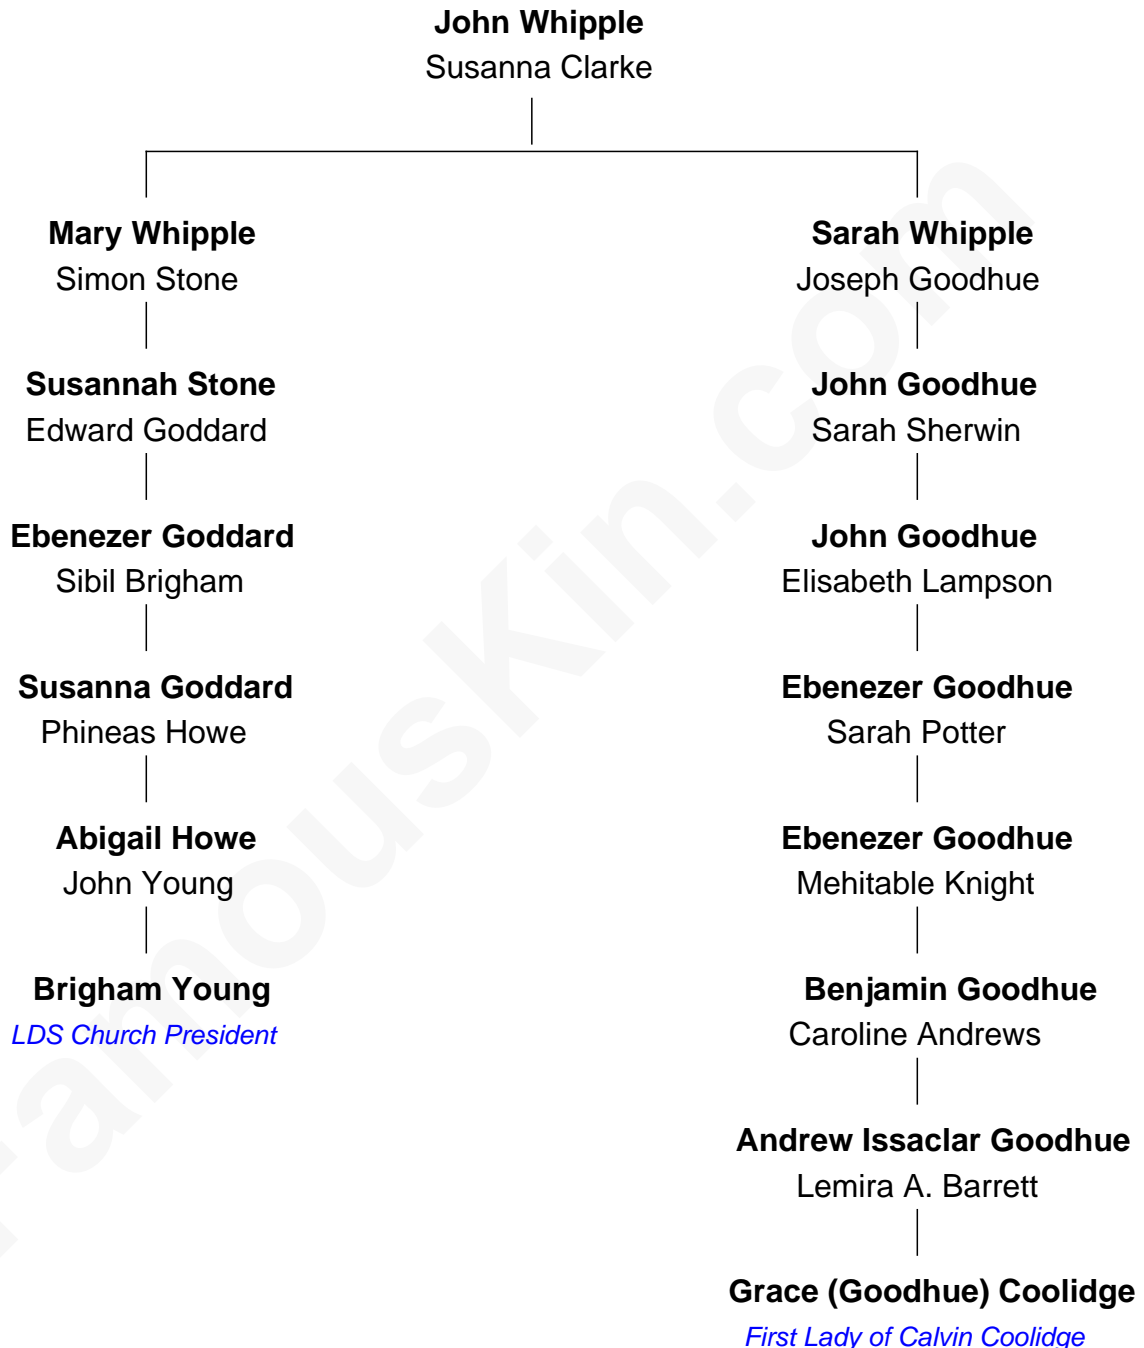 John Whipple
Susanna Clarke
Mary Whipple
Simon Stone
Susannah Stone
Edward Goddard
Ebenezer Goddard
Sibil Brigham
Susanna Goddard
Phineas Howe
Abigail Howe
John Young
Brigham Young
LDS Church President
Sarah Whipple
Joseph Goodhue
John Goodhue
Sarah Sherwin
John Goodhue
Elisabeth Lampson
Ebenezer Goodhue
Sarah Potter
Ebenezer Goodhue
Mehitable Knight
Benjamin Goodhue
Caroline Andrews
Andrew Issaclar Goodhue
Lemira A. Barrett
Grace (Goodhue) Coolidge
First Lady of Calvin Coolidge
FamousKin.com